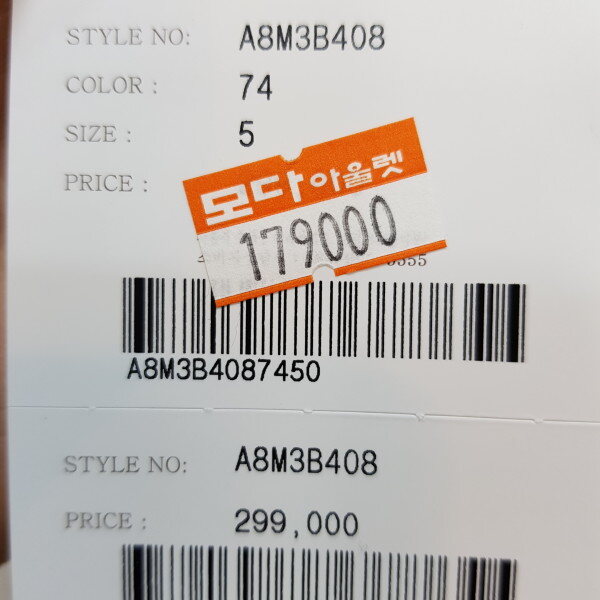 STYLE NO: A8M3B408
COLOR : 74
SIZE : 5
PRICE :
모다아울렛
179000
A8M3B4087450
STYLE NO: A8M3B408
PRICE : 299,000